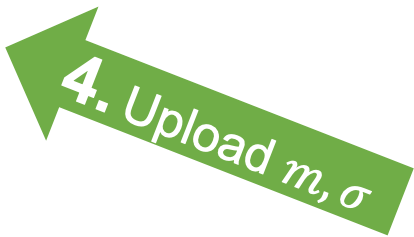 4. Upload m, σ